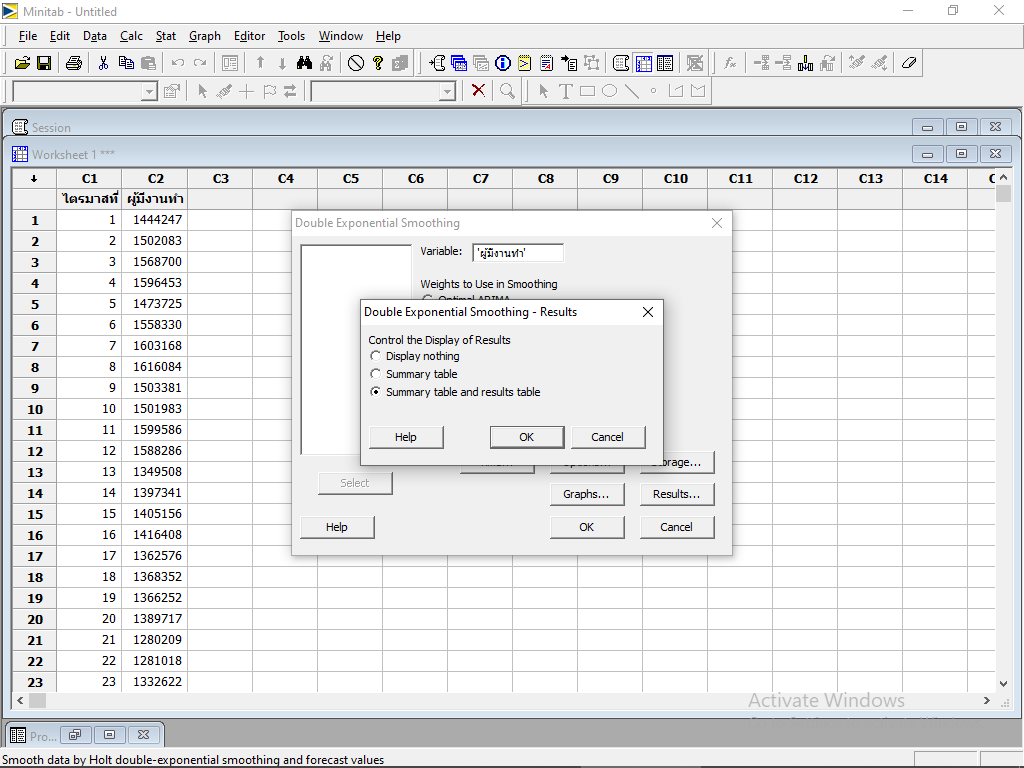 Minitab - Untitled
File Edit Data Calc Stat Graph Editor Tools Window Help
Session
Worksheet 1 ***
C1 C2 C3 C4 C5 C6 C7 C8 C9 C10 C11 C12 C13 C14
ไตรมาสที่ ผู้มีงานทำ
1 1 1444247
2 2 1502083
3 3 1568700
4 4 1596453
5 5 1473725
6 6 1558330
7 7 1603168
8 8 1616084
9 9 1503381
10 10 1501983
11 11 1599586
12 12 1588286
13 13 1349508
14 14 1397341
15 15 1405156
16 16 1416408
17 17 1362576
18 18 1368352
19 19 1366252
20 20 1389717
21 21 1280209
22 22 1281018
23 23 1332622
Double Exponential Smoothing
Variable: 'ผู้มีงานทำ'
Weights to Use in Smoothing
Optimal ARIMA
Double Exponential Smoothing - Results
Control the Display of Results
Display nothing
Summary table
Summary table and results table
Help OK Cancel
Storage...
Select
Graphs... Results...
Help OK Cancel
Activate Windows
Pro...
Smooth data by Holt double-exponential smoothing and forecast values